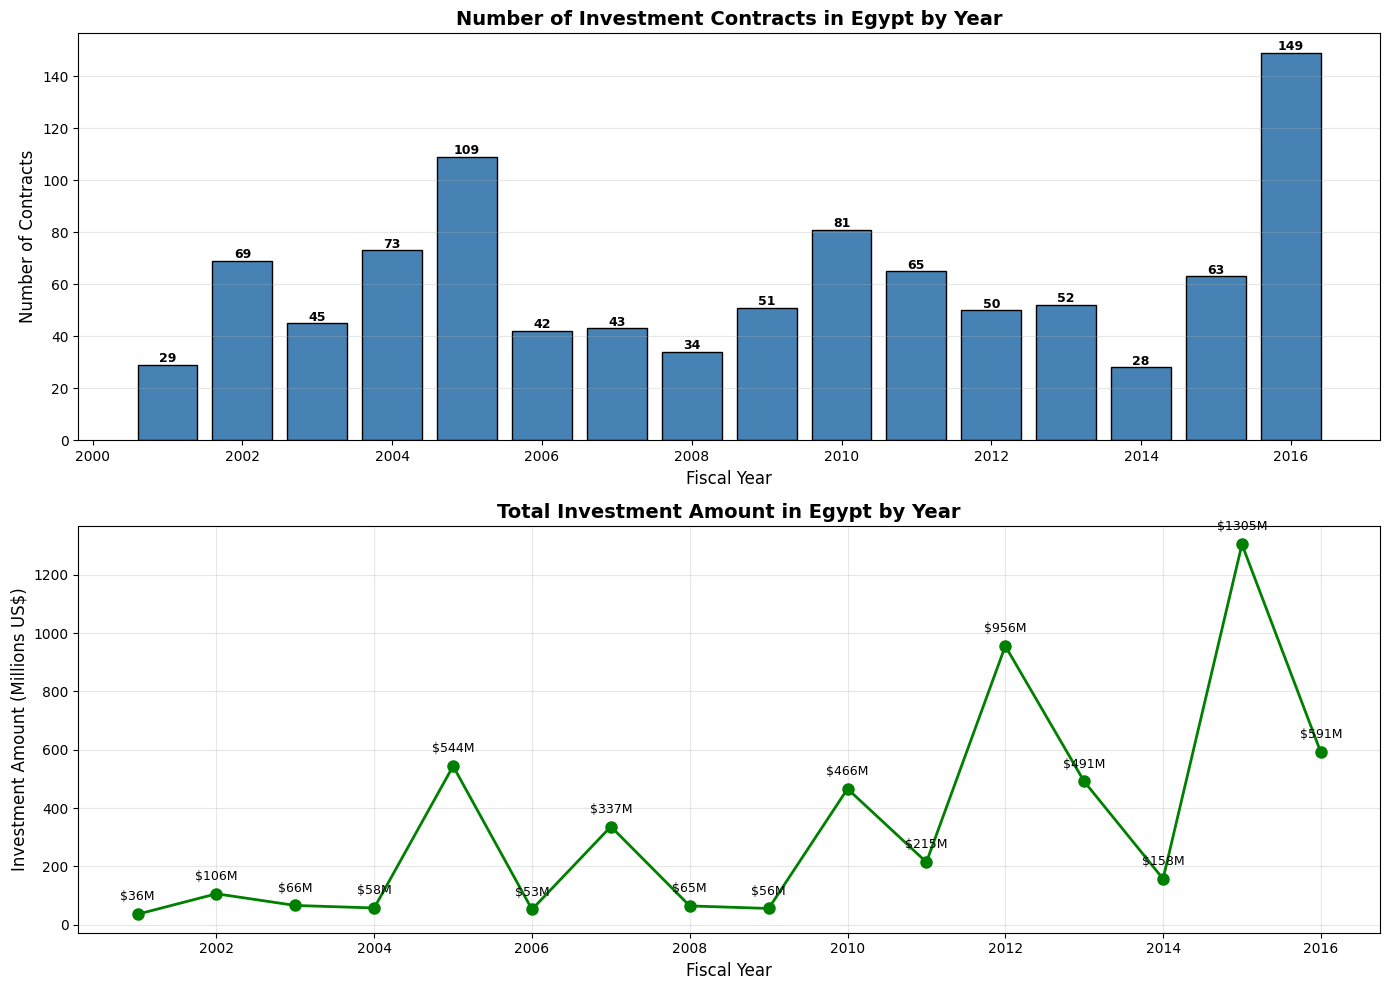 Number of Investment Contracts in Egypt by Year
Number of Contracts
140
120
100
80
60
40
20
0
29
69
45
73
109
42
43
34
51
81
65
50
52
28
63
149
2000 2002 2004 2006 2008 2010 2012 2014 2016
Fiscal Year
Total Investment Amount in Egypt by Year
Investment Amount (Millions US$)
1200
1000
800
600
400
200
0
$36M
$106M
$66M
$58M
$544M
$53M
$337M
$65M
$56M
$466M
$215M
$956M
$491M
$158M
$1305M
$591M
2002 2004 2006 2008 2010 2012 2014 2016
Fiscal Year